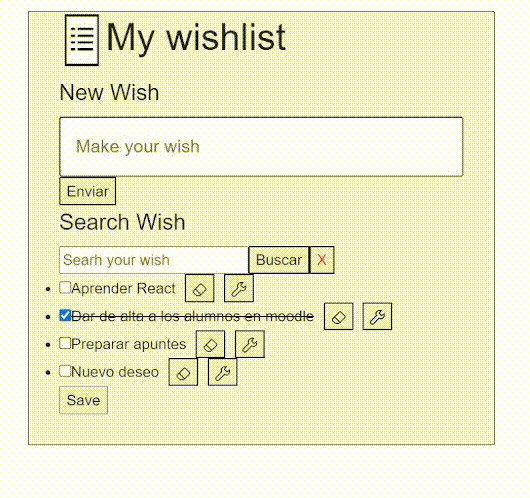 My wishlist
New Wish
Make your wish
Enviar
Search Wish
Searh your wish Buscar X
Aprender React
Dar de alta a los alumnos en moodle
Preparar apuntes
Nuevo deseo
Save